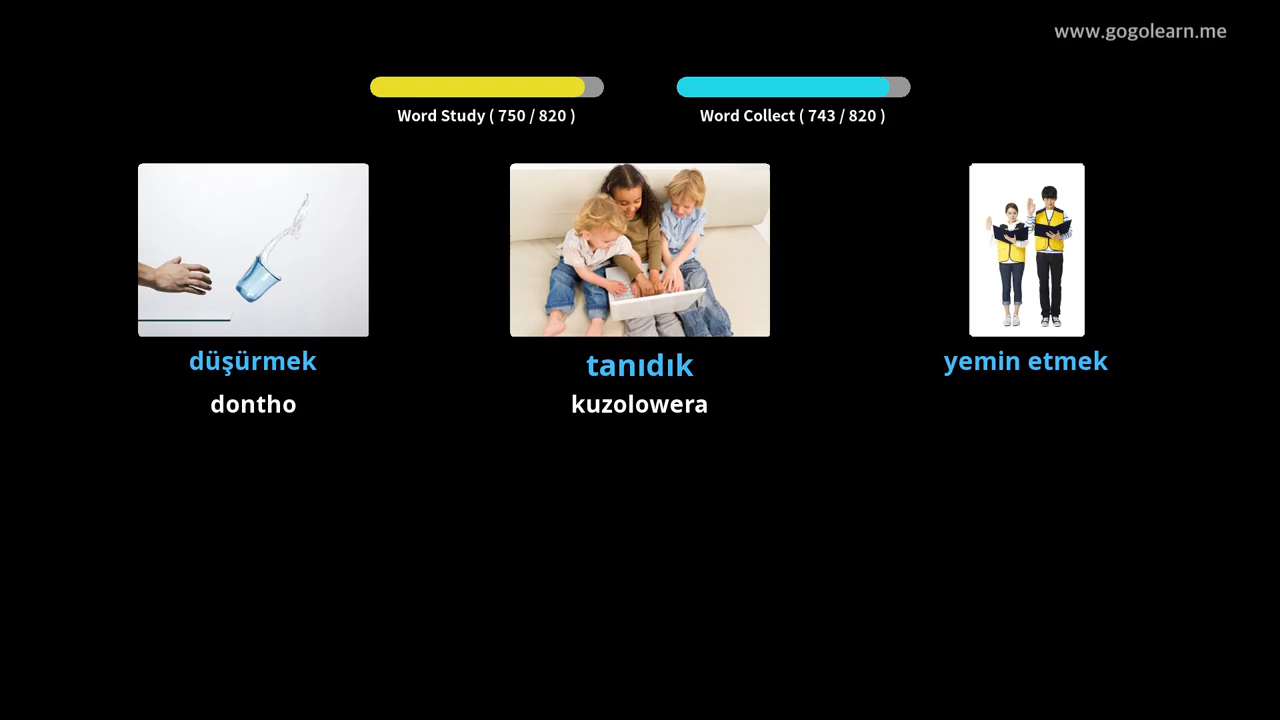 www.gogolearn.me
Word Study ( 750 / 820 )
Word Collect ( 743 / 820 )
düşürmek
tanıdık
yemin etmek
dontho
kuzolowera